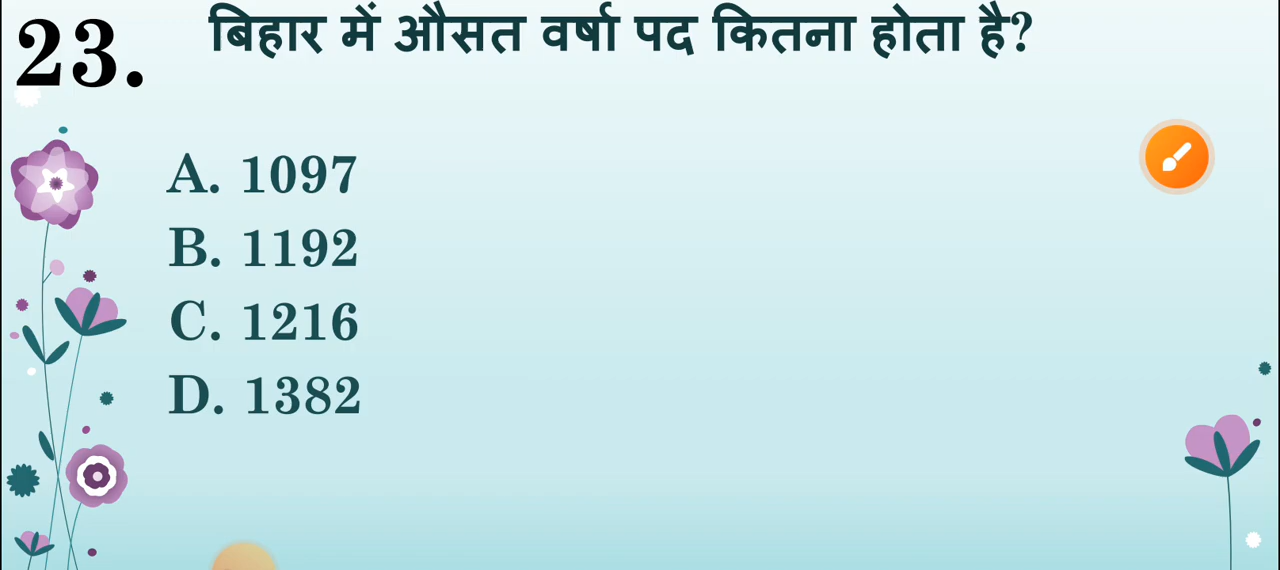 23. बिहार में औसत वर्षा पद कितना होता है?
A. 1097
B. 1192
C. 1216
D. 1382